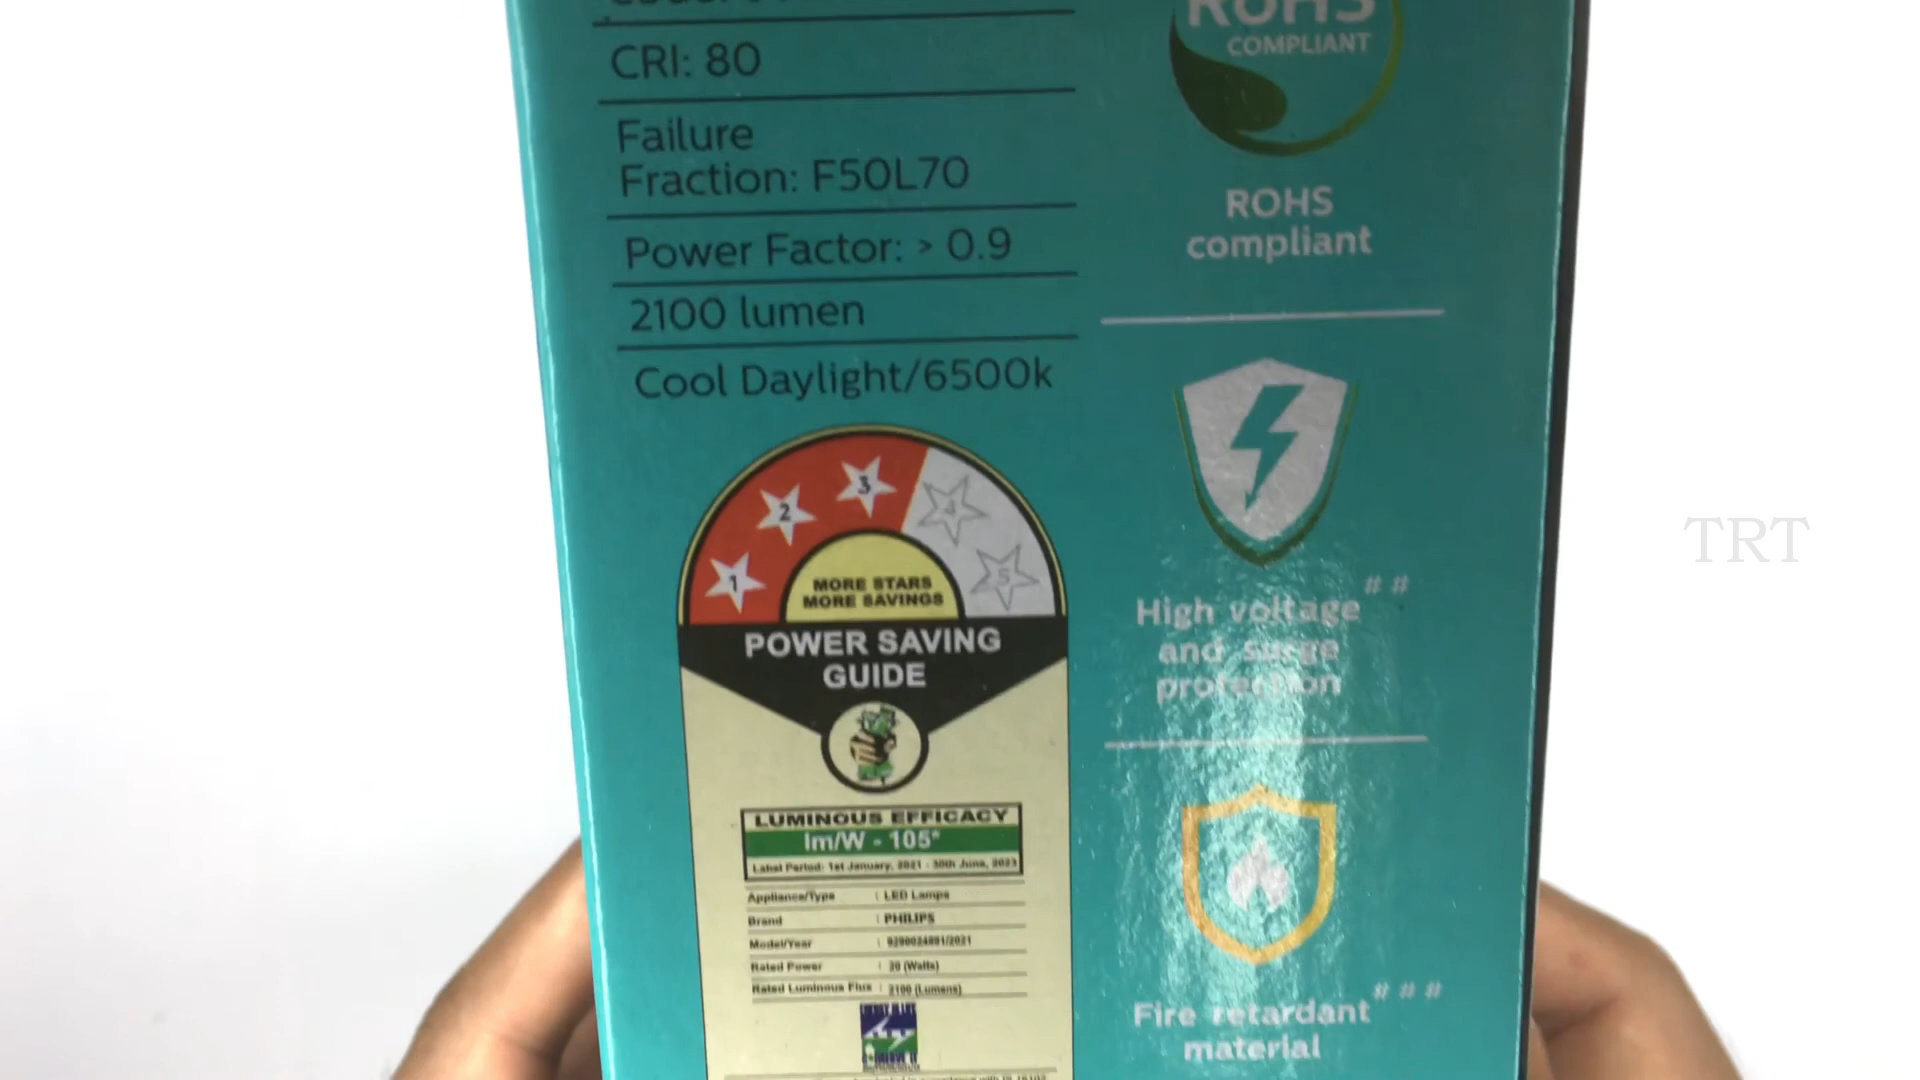 CRI: 80
Failure
Fraction: F50L70
Power Factor: > 0.9
2100 lumen
Cool Daylight/6500k
1
2
3
4
5
MORE STARS
MORE SAVINGS
POWER SAVING
GUIDE
LUMINOUS EFFICACY
lm/W - 105*
Label Period: 1st January, 2021 - 30th June, 2023
Appliance/Type : LED Lamps
Brand : PHILIPS
Model/Year : /2021
Rated Power : 20 (Watts)
Rated Luminous Flux : 2100 (Lumens)
ROHS
COMPLIANT
ROHS
compliant
High voltage ##
and surge
protection
Fire retardant ###
material
TRT